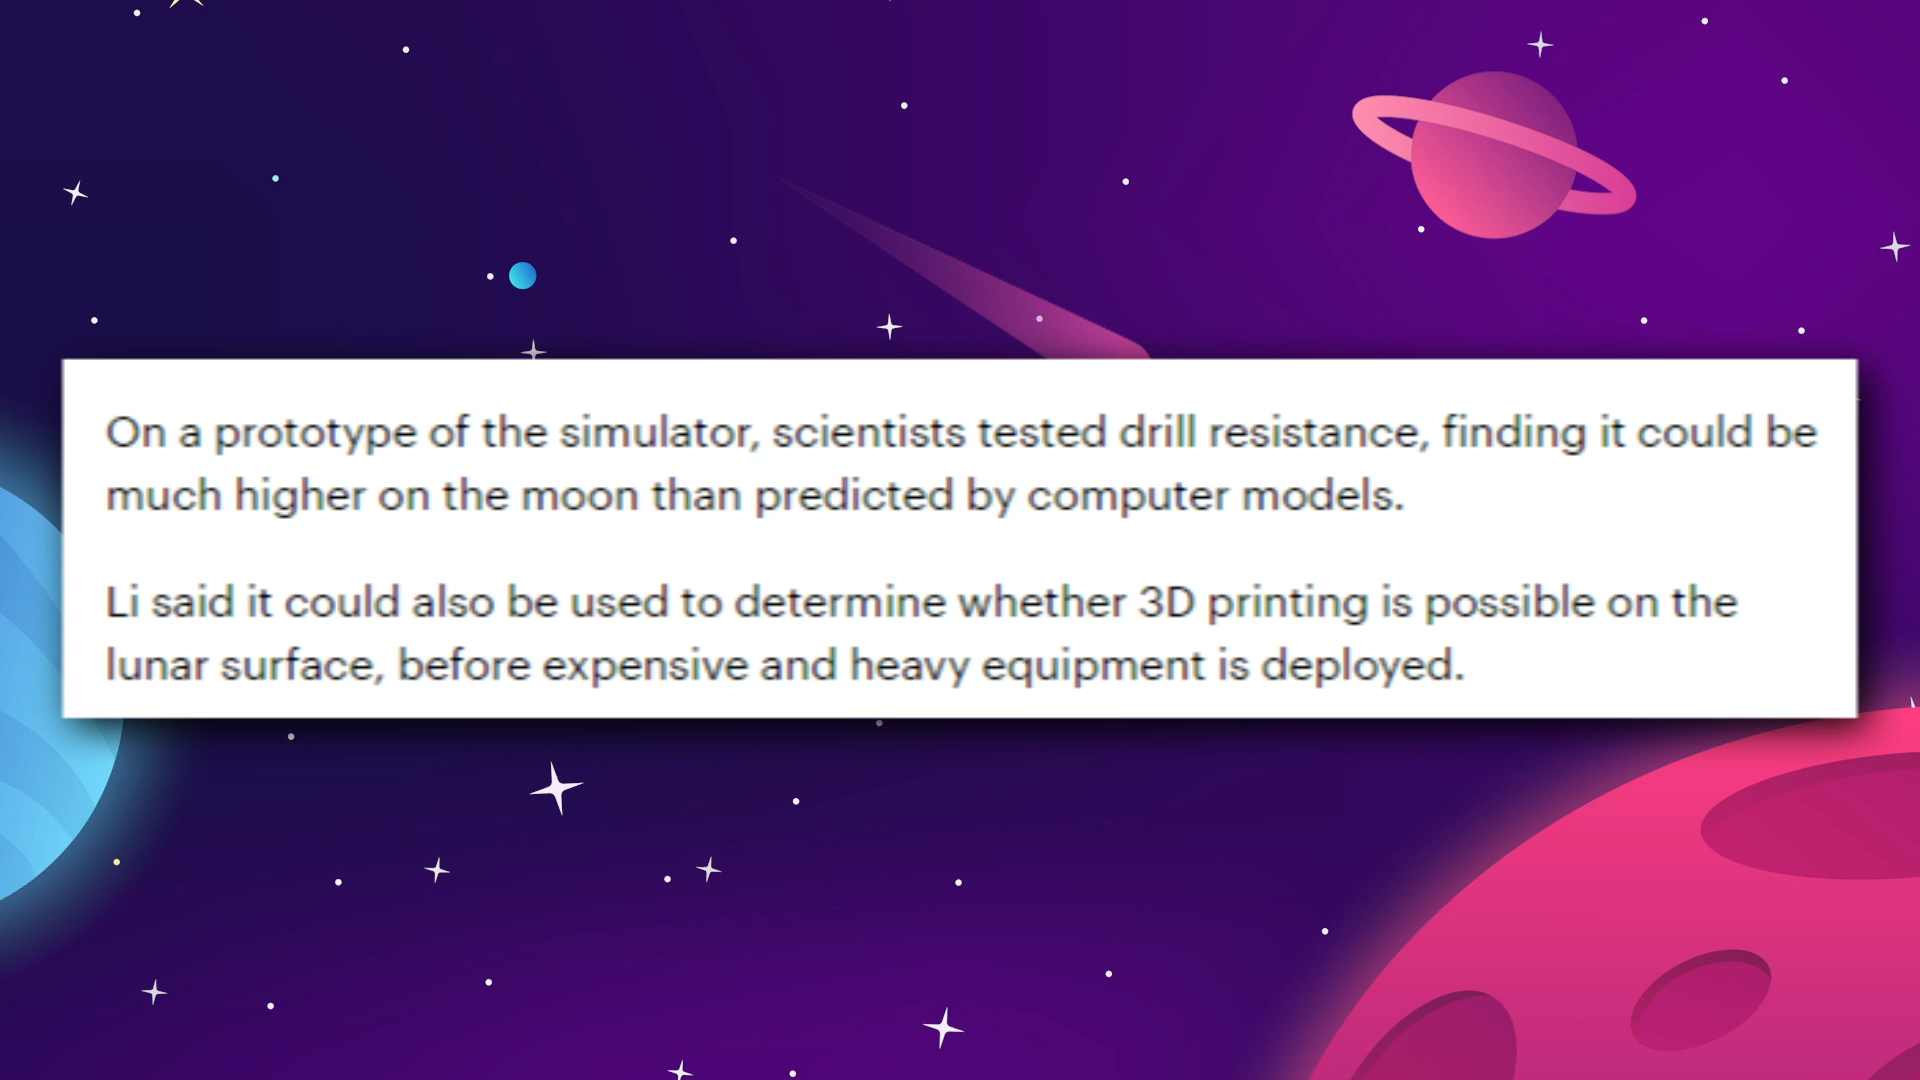 On a prototype of the simulator, scientists tested drill resistance, finding it could be
much higher on the moon than predicted by computer models.
Li said it could also be used to determine whether 3D printing is possible on the
lunar surface, before expensive and heavy equipment is deployed.